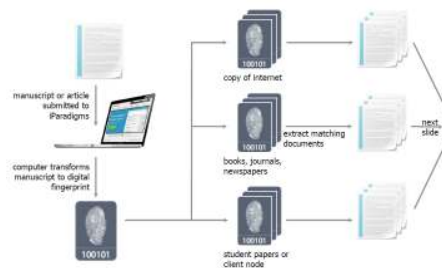 manuscript or article
submitted to
iParadigms
computer transforms
manuscript to digital
fingerprint
100101
100101
copy of internet
100101
extract matching
documents
books, journals,
newspapers
100101
student papers or
client node
next
slide